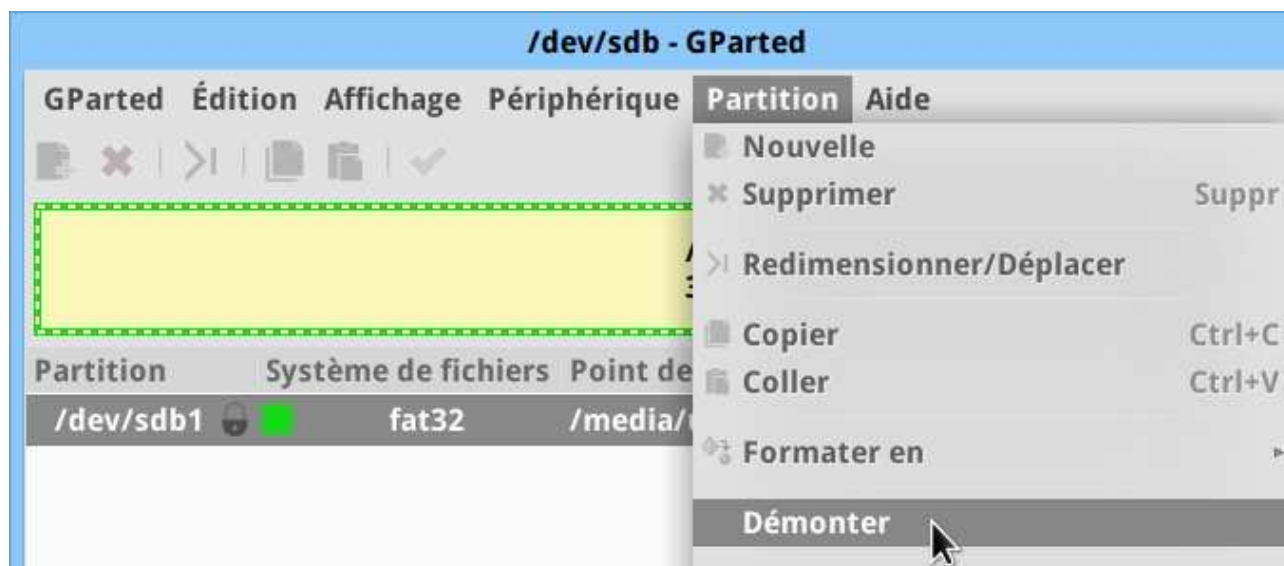 /dev/sdb - GParted
GParted Édition Affichage Périphérique Partition Aide
Nouvelle
Supprimer Suppr
Redimensionner/Déplacer
Copier Ctrl+C
Coller Ctrl+V
Formater en
Démonter
Partition Système de fichiers Point de
/dev/sdb1 fat32 /media/